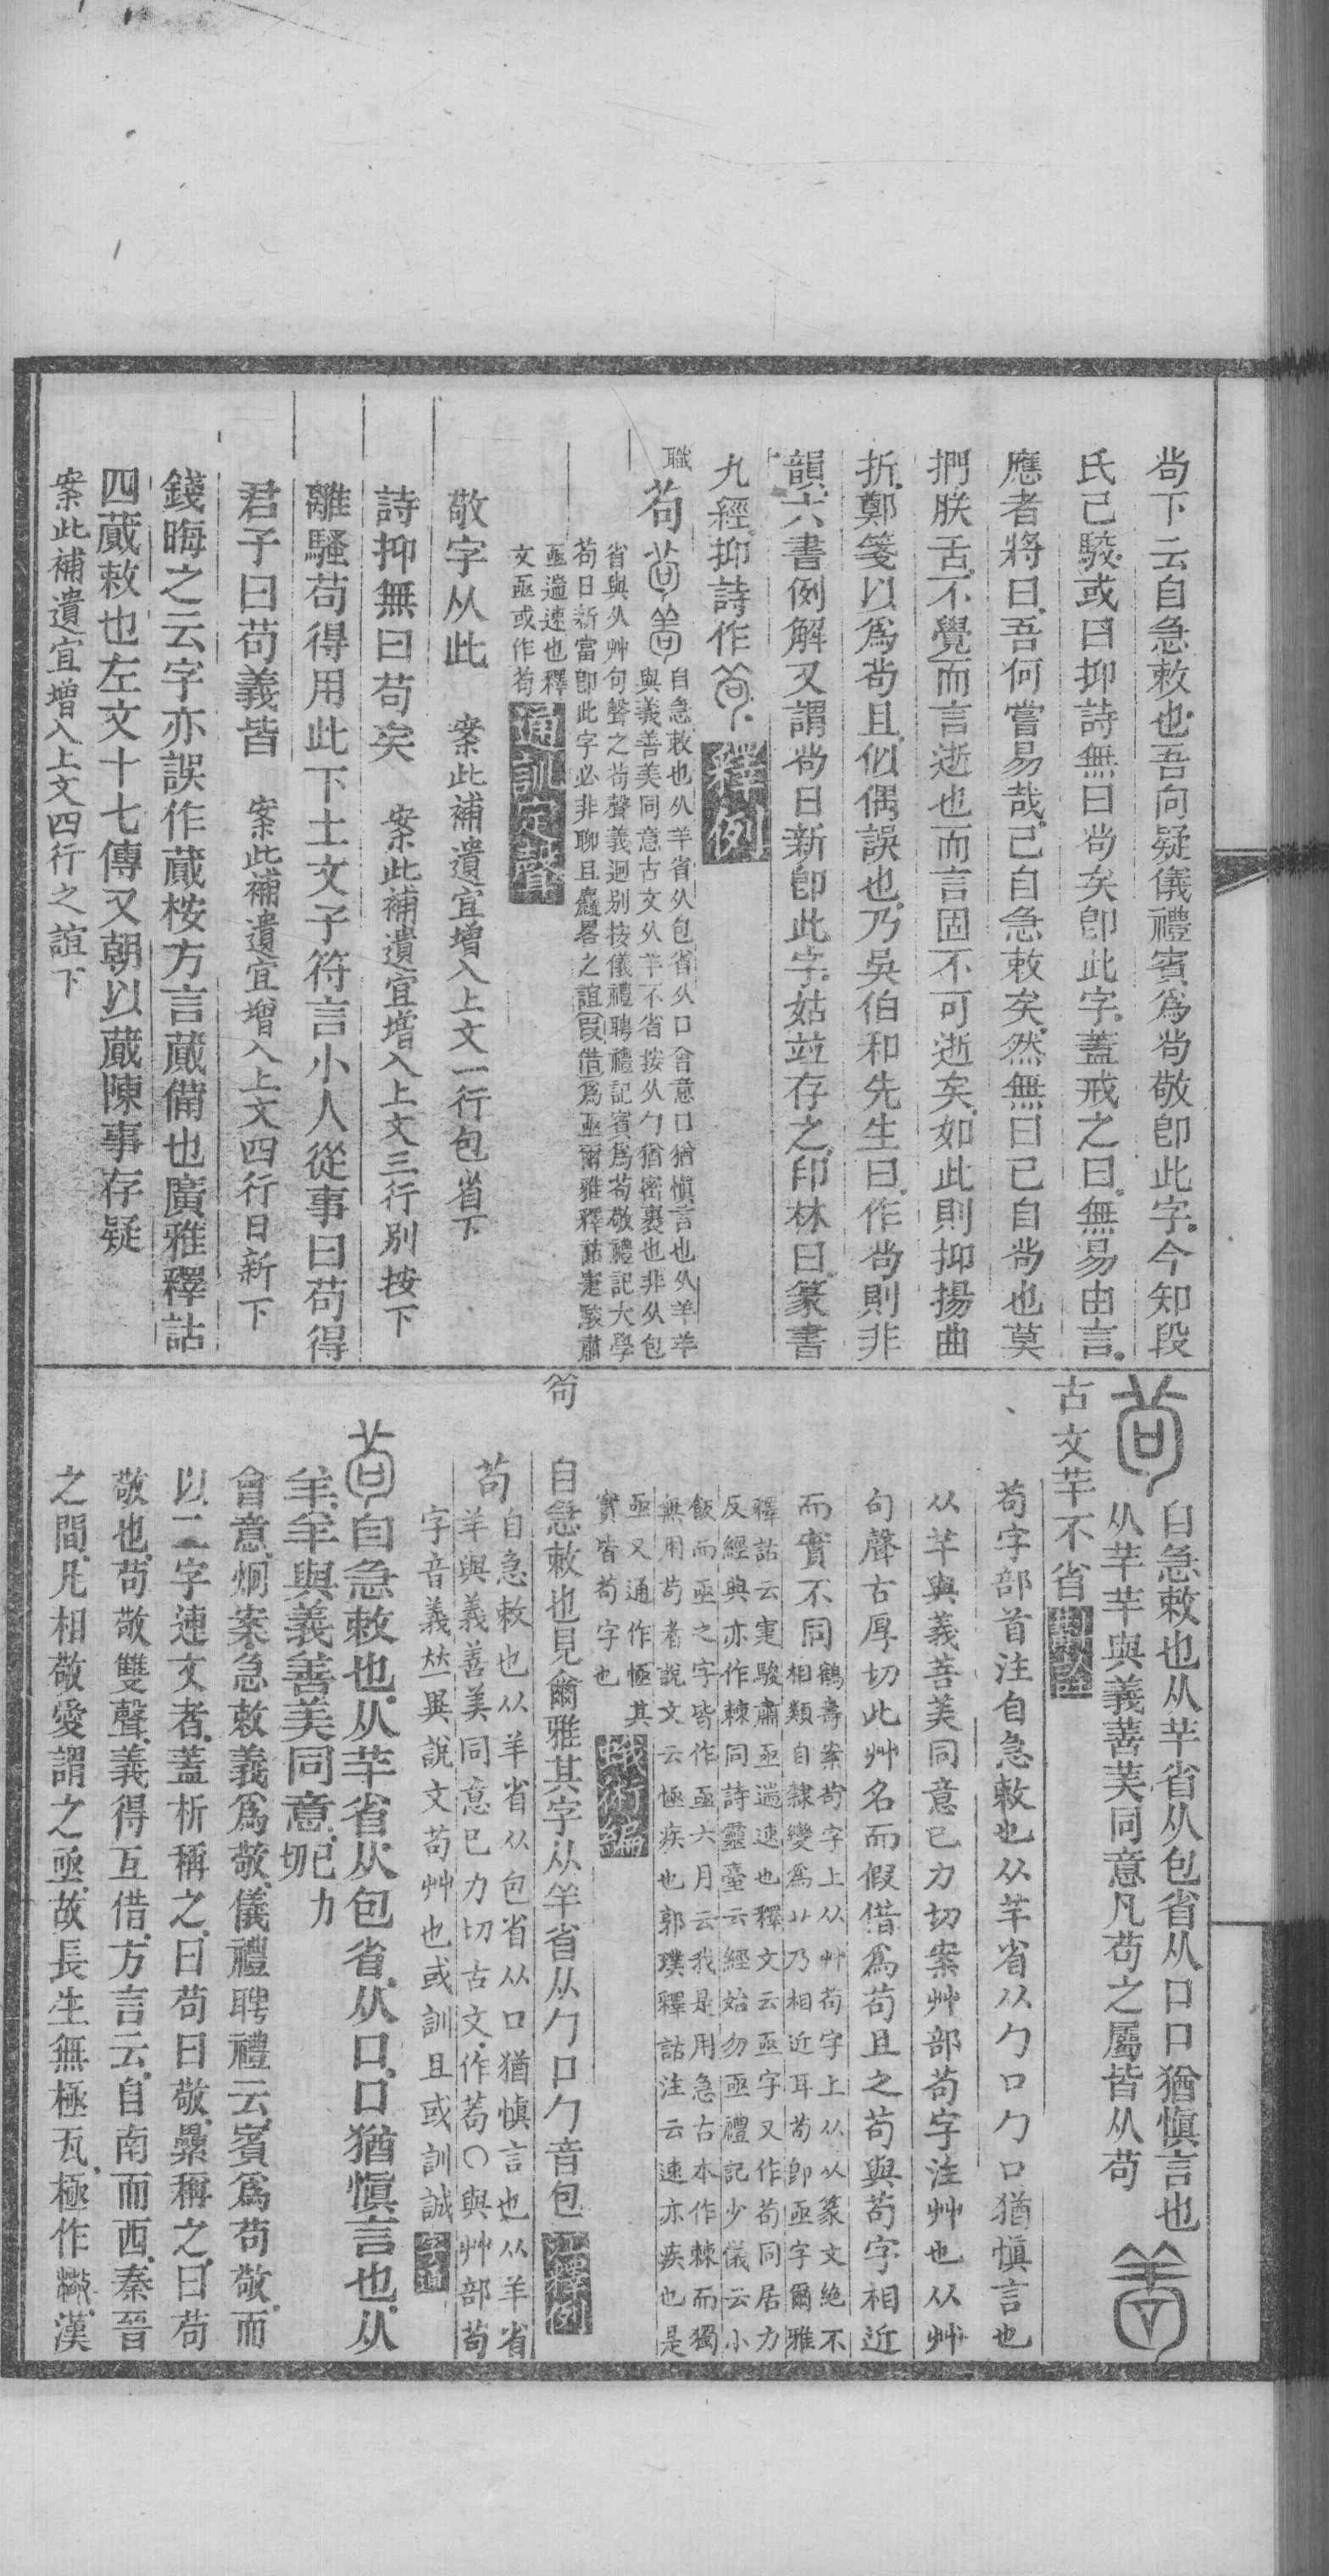 茍下云自急敕也吾向疑儀禮賓爲茍敬卽此字今知段
氏己駿或曰抑詩無曰茍矣卽此字蓋戒之曰無易由言
應者將曰吾何嘗易哉己自急敕矣然無曰已自茍也莫
捫朕舌不覺而言逝也而言固不可逝矣如此則抑揚曲
折鄭箋以爲茍且似偶誤也乃吳伯和先生曰作茍則非
韻六書例解又謂茍日新卽此字姑竝存之印林曰篆書
九經抑詩作
釋例
職
茍
自急敕也从羊省从包省从口會意口猶愼言也从羊羊
與義善美同意古文从羊不省按从勹猶密裹也非从包
省與从艸句聲之苟聲義迥别按儀禮聘禮記賓爲茍敬禮記大學
茍日新當卽此字必非聊且麤畧之誼叚借爲亟爾雅釋詁疌駿肅
亟遄速也釋
文亟或作茍
通訓定聲
敬字从此 案此補遺宜增入上文一行包省下
詩抑無曰茍矣 案此補遺宜增入上文三行别按下
離騷茍得用此下士文子符言小人從事曰茍得
君子曰茍義皆 案此補遺宜增入上文四行日新下
錢晦之云字亦誤作蕆桉方言蕆備也廣雅釋詁
四蕆敕也左文十七傳又朝以蕆陳事存疑
案此補遺宜增入上文四行之誼下
自急敕也从羊省从包省从口口猶愼言也
从羊羊與義善美同意凡茍之屬皆从茍
古文羊不省
茍字部首注自急敕也从羊省从勹口勹口猶愼言也
从羊與義善美同意已力切案艸部苟字注艸也从艸
句聲古厚切此艸名而假借爲苟且之苟與茍字相近
而實不同
鶴壽案茍字上从艸苟字上从从篆文絶不
相類自隸變爲艹乃相近耳茍卽亟字爾雅
釋詁云疌駿肅亟遄速也釋文云亟字又作茍同居力
反經典亦作棘同詩靈臺云經始勿亟禮記少儀云小
飯而亟之字皆作亟六月云我是用急古本作棘而獨
無用茍者說文云㥛疾也郭璞釋詁注云速亦疾也是
亟又通作㥛其
實皆茍字也
蛾術編
茍
自急敕也見爾雅其字从羊省从勹口勹音包
釋例
茍
自急敕也从羊省从包省从口猶愼言也从羊省
羊與義善美同意已力切古文作茍○與艸部苟
字音義竝異說文苟艸也或訓且或訓誠
自急敕也从羊省从包省从口口猶愼言也从
羊羊與義善美同意己力切
會意炯案急敕義爲敬儀禮聘禮云賓爲茍敬而
以二字連文者蓋析稱之曰茍曰敬纍稱之曰茍
敬也茍敬雙聲義得互借方言云自南而西秦晉
之間凡相敬愛謂之亟故長生無極瓦極作漢